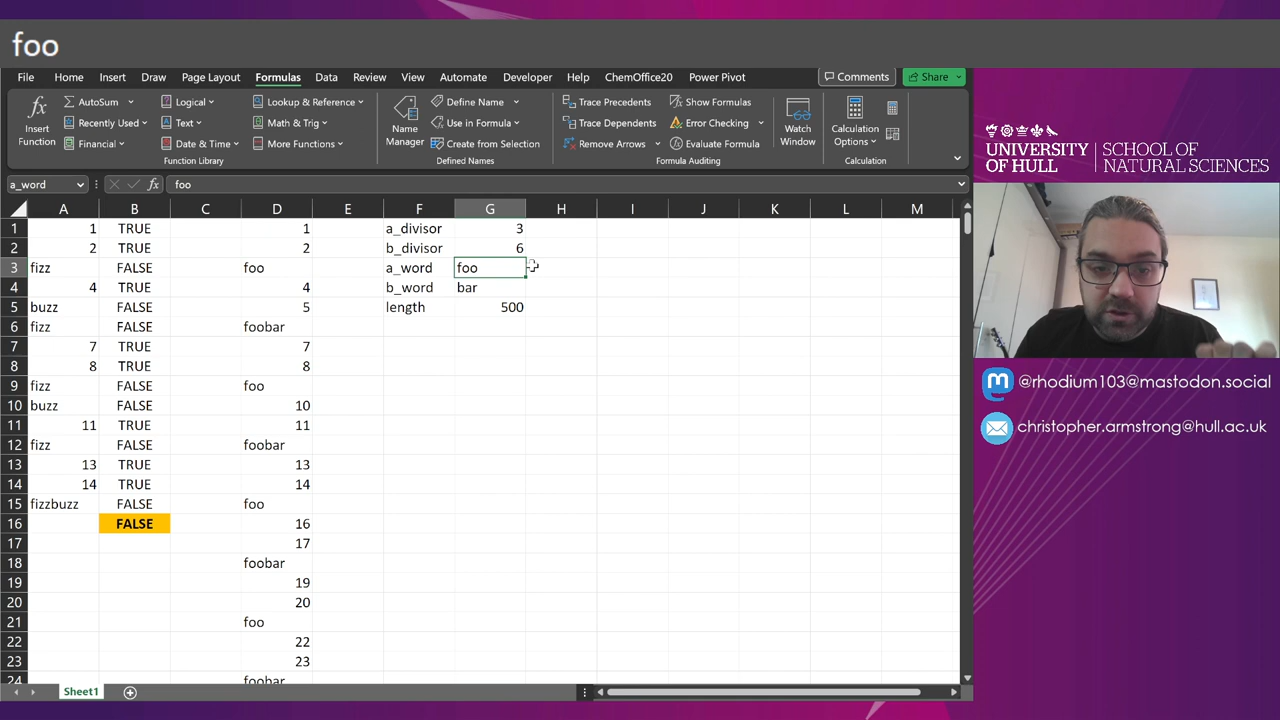 foo
File Home Insert Draw Page Layout Formulas Data Review View Automate Developer Help ChemOffice20 Power Pivot Comments Share
fx Insert Function AutoSum Recently Used Financial Logical Text Date & Time Lookup & Reference Math & Trig More Functions Function Library
Name Manager Define Name Use in Formula Create from Selection Defined Names
Trace Precedents Trace Dependents Remove Arrows Show Formulas Error Checking Evaluate Formula Formula Auditing
Watch Window Calculation Options Calculation
a_word fx foo
A B C D E F G H I J K L M
1 1 TRUE 1 a_divisor 3
2 2 TRUE 2 b_divisor 6
3 fizz FALSE foo a_word foo
4 4 TRUE 4 b_word bar
5 buzz FALSE 5 length 500
6 fizz FALSE foobar
7 7 TRUE 7
8 8 TRUE 8
9 fizz FALSE foo
10 buzz FALSE 10
11 11 TRUE 11
12 fizz FALSE foobar
13 13 TRUE 13
14 14 TRUE 14
15 fizzbuzz FALSE foo
16 FALSE 16
17 17
18 foobar
19 19
20 20
21 foo
22 22
23 23
24 foobar
Sheet1
UNIVERSITY OF HULL
SCHOOL OF NATURAL SCIENCES
@rhodium103@mastodon.social
christopher.armstrong@hull.ac.uk